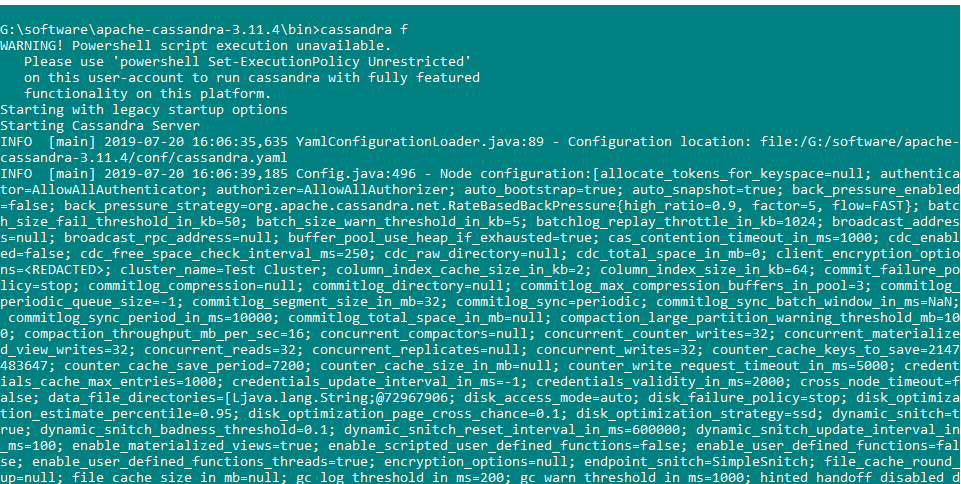 G:\software\apache-cassandra-3.11.4\bin>cassandra f
WARNING! Powershell script execution unavailable.
   Please use 'powershell Set-ExecutionPolicy Unrestricted'
   on this user-account to run cassandra with fully featured
   functionality on this platform.
Starting with legacy startup options
Starting Cassandra Server
INFO  [main] 2019-07-20 16:06:35,635 YamlConfigurationLoader.java:89 - Configuration location: file:/G:/software/apache-
cassandra-3.11.4/conf/cassandra.yaml
INFO  [main] 2019-07-20 16:06:39,185 Config.java:496 - Node configuration:[allocate_tokens_for_keyspace=null; authentica
tor=AllowAllAuthenticator; authorizer=AllowAllAuthorizer; auto_bootstrap=true; auto_snapshot=true; back_pressure_enabled
=false; back_pressure_strategy=org.apache.cassandra.net.RateBasedBackPressure{high_ratio=0.9, factor=5, flow=FAST}; batc
h_size_fail_threshold_in_kb=50; batch_size_warn_threshold_in_kb=5; batchlog_replay_throttle_in_kb=1024; broadcast_addres
s=null; broadcast_rpc_address=null; buffer_pool_use_heap_if_exhausted=true; cas_contention_timeout_in_ms=1000; cdc_enabl
ed=false; cdc_free_space_check_interval_ms=250; cdc_raw_directory=null; cdc_total_space_in_mb=0; client_encryption_optio
ns=<REDACTED>; cluster_name=Test Cluster; column_index_cache_size_in_kb=2; column_index_size_in_kb=64; commit_failure_po
licy=stop; commitlog_compression=null; commitlog_directory=null; commitlog_max_compression_buffers_in_pool=3; commitlog_
periodic_queue_size=-1; commitlog_segment_size_in_mb=32; commitlog_sync=periodic; commitlog_sync_batch_window_in_ms=NaN;
 commitlog_sync_period_in_ms=10000; commitlog_total_space_in_mb=null; compaction_large_partition_warning_threshold_mb=10
0; compaction_throughput_mb_per_sec=16; concurrent_compactors=null; concurrent_counter_writes=32; concurrent_materialize
d_view_writes=32; concurrent_reads=32; concurrent_replicates=null; concurrent_writes=32; counter_cache_keys_to_save=2147
483647; counter_cache_save_period=7200; counter_cache_size_in_mb=null; counter_write_request_timeout_in_ms=5000; credent
ials_cache_max_entries=1000; credentials_update_interval_in_ms=-1; credentials_validity_in_ms=2000; cross_node_timeout=f
alse; data_file_directories=[Ljava.lang.String;@72967906; disk_access_mode=auto; disk_failure_policy=stop; disk_optimiza
tion_estimate_percentile=0.95; disk_optimization_page_cross_chance=0.1; disk_optimization_strategy=ssd; dynamic_snitch=t
rue; dynamic_snitch_badness_threshold=0.1; dynamic_snitch_reset_interval_in_ms=600000; dynamic_snitch_update_interval_in
_ms=100; enable_materialized_views=true; enable_scripted_user_defined_functions=false; enable_user_defined_functions=fal
se; enable_user_defined_functions_threads=true; encryption_options=null; endpoint_snitch=SimpleSnitch; file_cache_round_
up=null; file_cache_size_in_mb=null; gc_log_threshold_in_ms=200; gc_warn_threshold_in_ms=1000; hinted_handoff_disabled_d